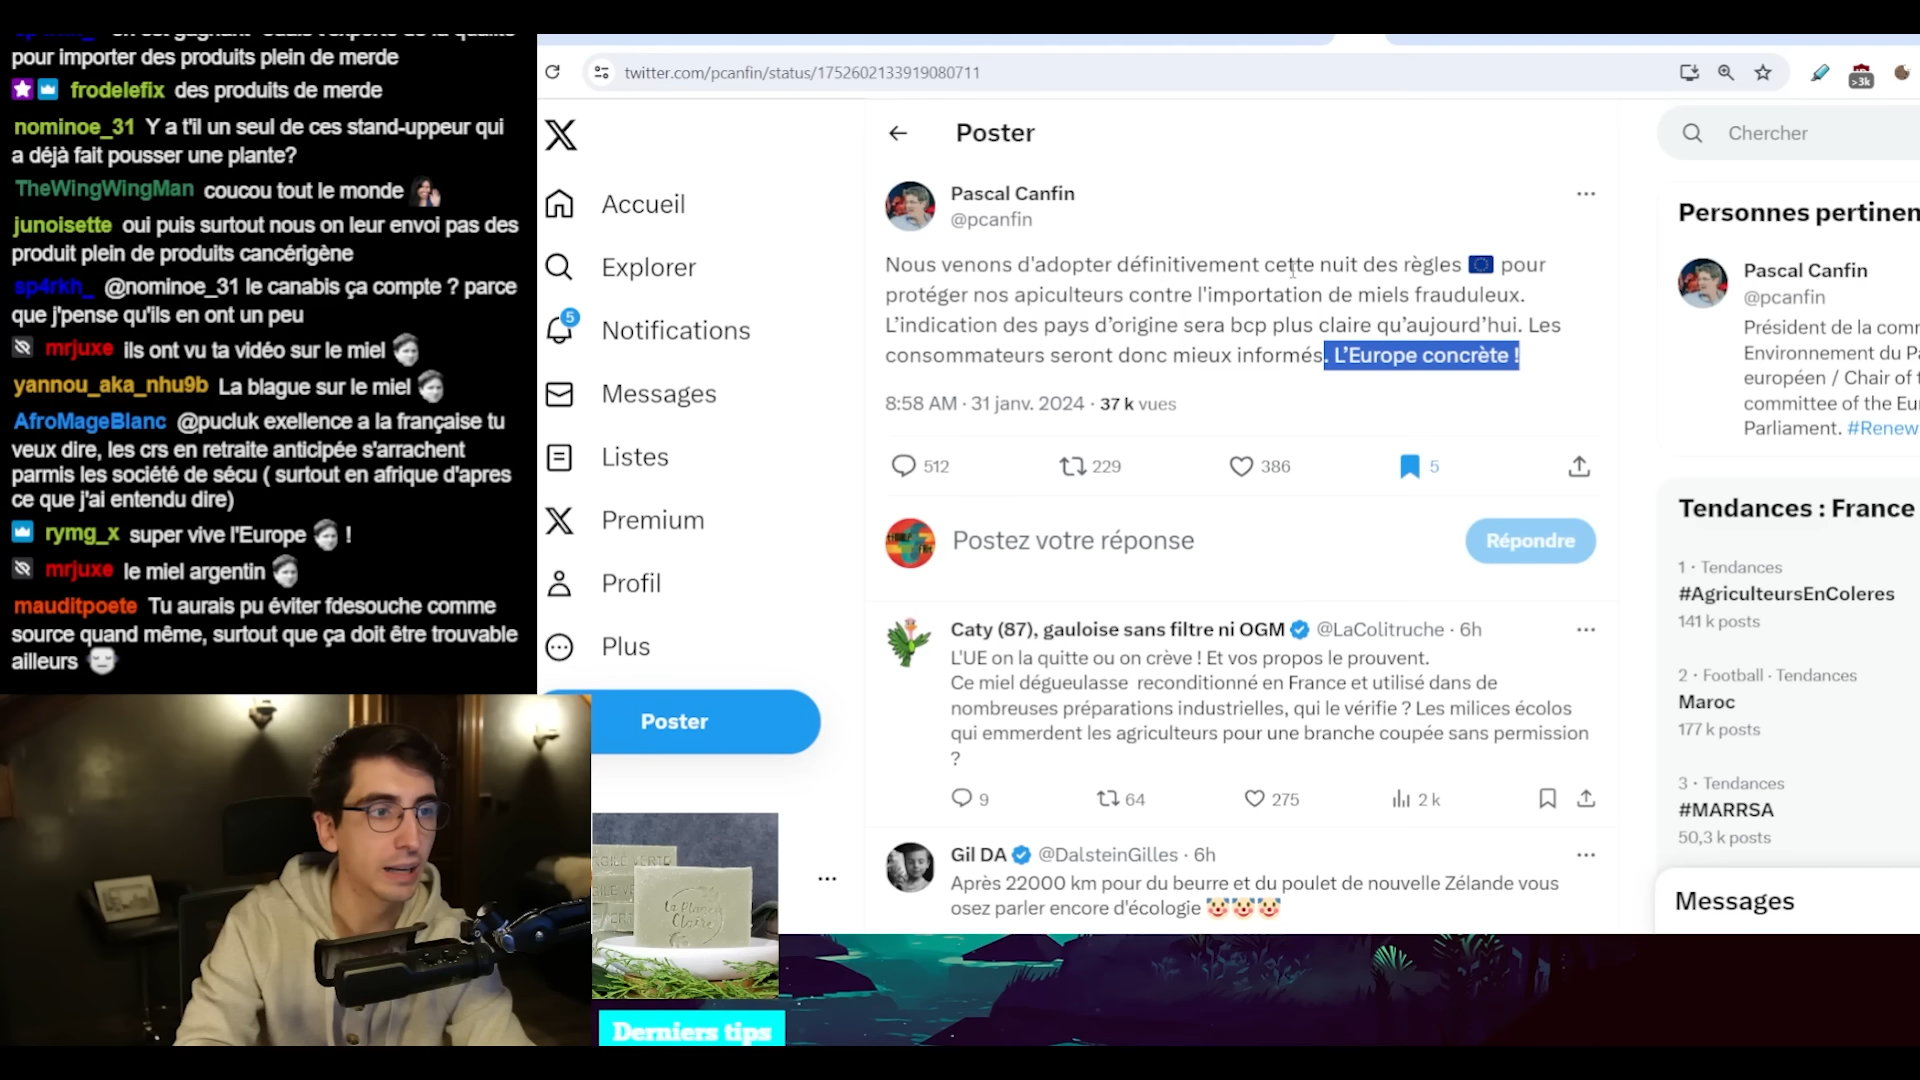 pour importer des produits plein de merde
frodelefix des produits de merde
nominoe_31 Y a t'il un seul de ces stand-uppeur qui
a déjà fait pousser une plante?
TheWingWingMan coucou tout le monde
junoisette oui puis surtout nous on leur envoi pas des
produit plein de produits cancérigène
sp4rkh_ @nominoe_31 le canabis ça compte ? parce
que j'pense qu'ils en ont un peu
mrjuxe ils ont vu ta vidéo sur le miel
yannou_aka_nhu9b La blague sur le miel
AfroMageBlanc @pucluk exellence a la française tu
veux dire, les crs en retraite anticipée s'arrachent
parmis les société de sécu ( surtout en afrique d'apres
ce que j'ai entendu dire)
rymg_x super vive l'Europe !
mrjuxe le miel argentin
mauditpoete Tu aurais pu éviter fdesouche comme
source quand même, surtout que ça doit être trouvable
ailleurs
twitter.com/pcanfin/status/1752602133919080711
>3k
Accueil
Explorer
5
Notifications
Messages
Listes
Premium
Profil
Plus
Poster
Poster
Pascal Canfin
@pcanfin
Nous venons d'adopter définitivement cette nuit des règles 🇪🇺 pour
protéger nos apiculteurs contre l'importation de miels frauduleux.
L’indication des pays d’origine sera bcp plus claire qu’aujourd’hui. Les
consommateurs seront donc mieux informés. L’Europe concrète !
8:58 AM · 31 janv. 2024 · 37 k vues
512 229 386 5
Postez votre réponse
Répondre
Caty (87), gauloise sans filtre ni OGM @LaColitruche · 6h
L'UE on la quitte ou on crève ! Et vos propos le prouvent.
Ce miel dégueulasse reconditionné en France et utilisé dans de
nombreuses préparations industrielles, qui le vérifie ? Les milices écolos
qui emmerdent les agriculteurs pour une branche coupée sans permission
?
9 64 275 2 k
Gil DA @DalsteinGilles · 6h
Après 22000 km pour du beurre et du poulet de nouvelle Zélande vous
osez parler encore d'écologie 🤡🤡🤡
Chercher
Personnes pertinen
Pascal Canfin
@pcanfin
Président de la com
Environnement du P
européen / Chair of t
committee of the Eu
Parliament. #Renew
Tendances : France
1 · Tendances
#AgriculteursEnColeres
141 k posts
2 · Football · Tendances
Maroc
177 k posts
3 · Tendances
#MARRSA
50,3 k posts
Messages
La Planète
Claire
Derniers tips